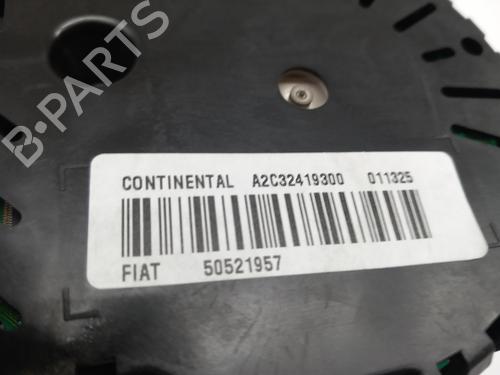 B-PARTS
CONTINENTAL A2C32419300 011325
FIAT 50521957